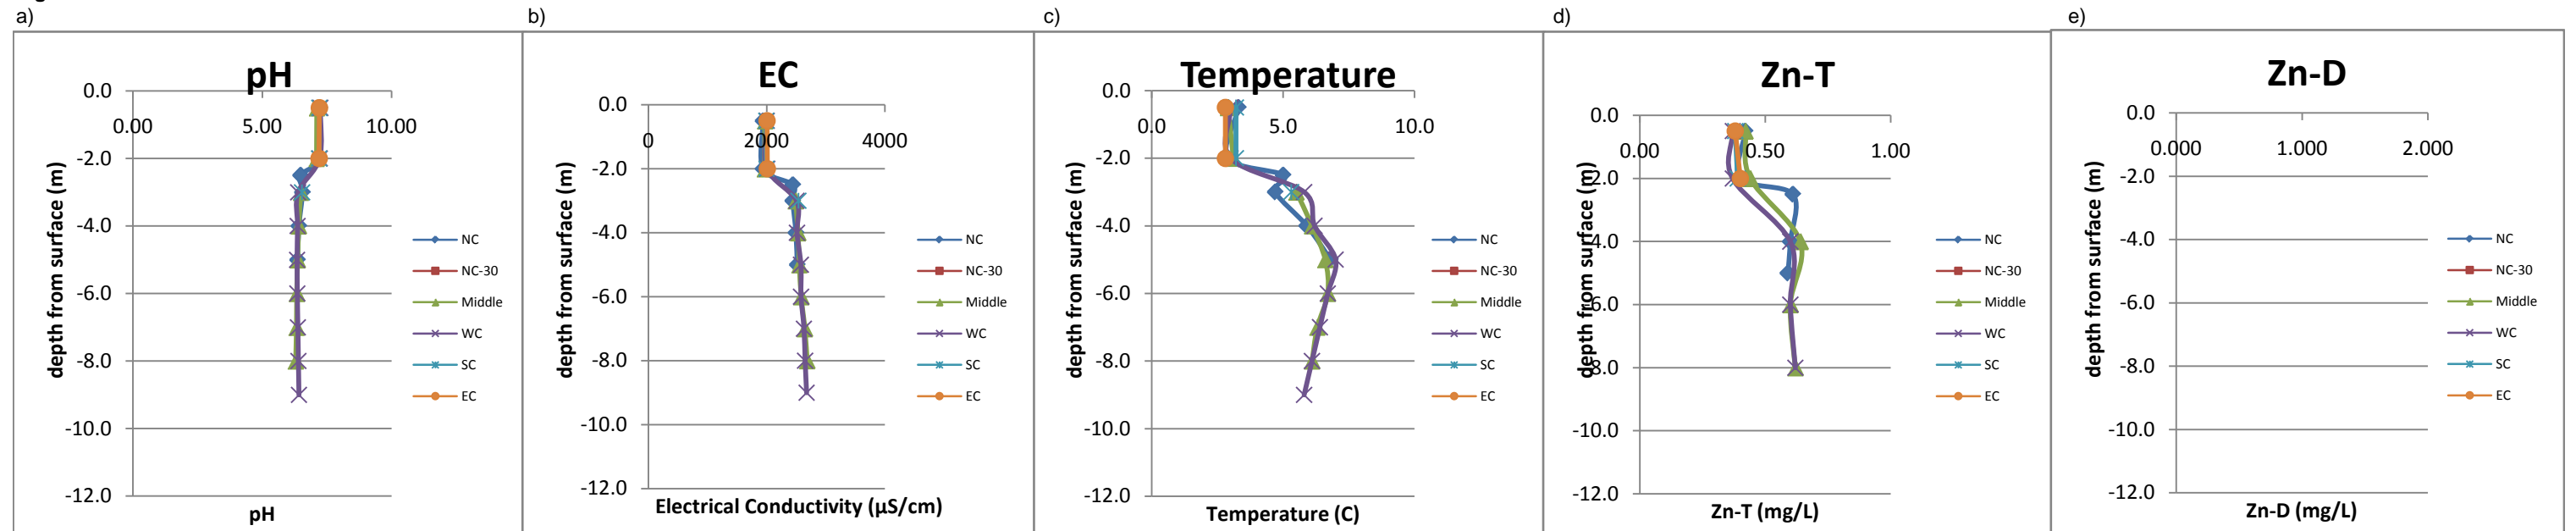 a)
b)
c)
d)
e)
pH
0.0
0.00 5.00 10.00
-2.0
-4.0
-6.0
-8.0
-10.0
-12.0
depth from surface (m)
pH
NC
NC-30
Middle
WC
SC
EC
EC
0.0
0 2000 4000
-2.0
-4.0
-6.0
-8.0
-10.0
-12.0
depth from surface (m)
Electrical Conductivity (µS/cm)
NC
NC-30
Middle
WC
SC
EC
Temperature
0.0
0.0 5.0 10.0
-2.0
-4.0
-6.0
-8.0
-10.0
-12.0
depth from surface (m)
Temperature (C)
NC
NC-30
Middle
WC
SC
EC
Zn-T
0.0
0.00 0.50 1.00
-2.0
-4.0
-6.0
-8.0
-10.0
-12.0
depth from surface (m)
Zn-T (mg/L)
NC
NC-30
Middle
WC
SC
EC
Zn-D
0.0
0.000 1.000 2.000
-2.0
-4.0
-6.0
-8.0
-10.0
-12.0
depth from surface (m)
Zn-D (mg/L)
NC
NC-30
Middle
WC
SC
EC